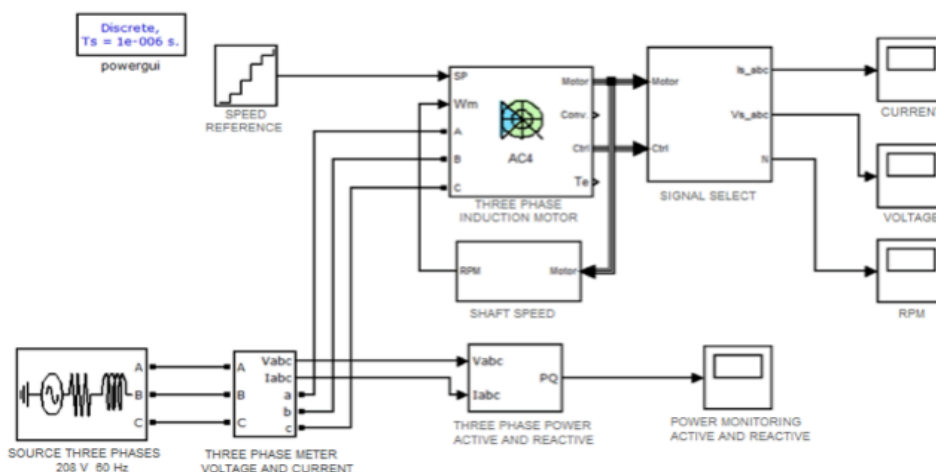 Discrete,
Ts = 1e-006 s.
powergui
SPEED
REFERENCE
SP
Wm
A
B
C
Motor
Conv.
Ctrl
Te
AC4
THREE PHASE
INDUCTION MOTOR
Motor
Ctrl
Is_abc
Vs_abc
N
SIGNAL SELECT
CURRENT
VOLTAGE
RPM
RPM
Motor
SHAFT SPEED
A
B
C
SOURCE THREE PHASES
208 V 60 Hz
A
B
C
Vabc
Iabc
a
b
c
THREE PHASE METER
VOLTAGE AND CURRENT
Vabc
Iabc
PQ
THREE PHASE POWER
ACTIVE AND REACTIVE
POWER MONITORING
ACTIVE AND REACTIVE